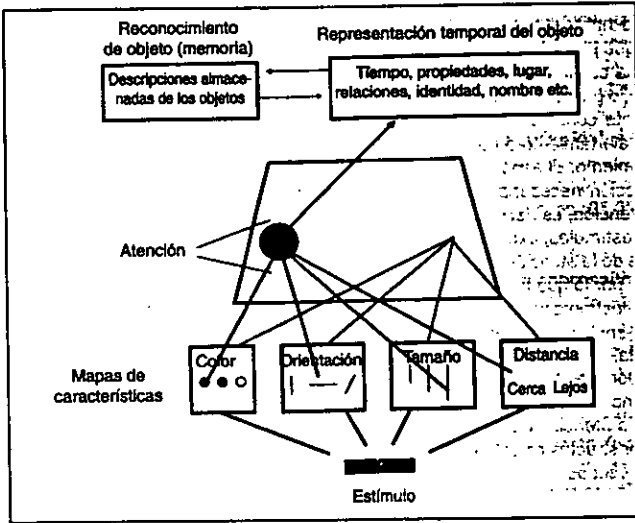 Reconocimiento
de objeto (memoria)
Representación temporal del objeto
Descripciones almace-
nadas de los objetos
Tiempo, propiedades, lugar,
relaciones, identidad, nombre etc.
Atención
Mapas de
características
Color
Orientación
Tamaño
Distancia
Cerca Lejos
Estímulo